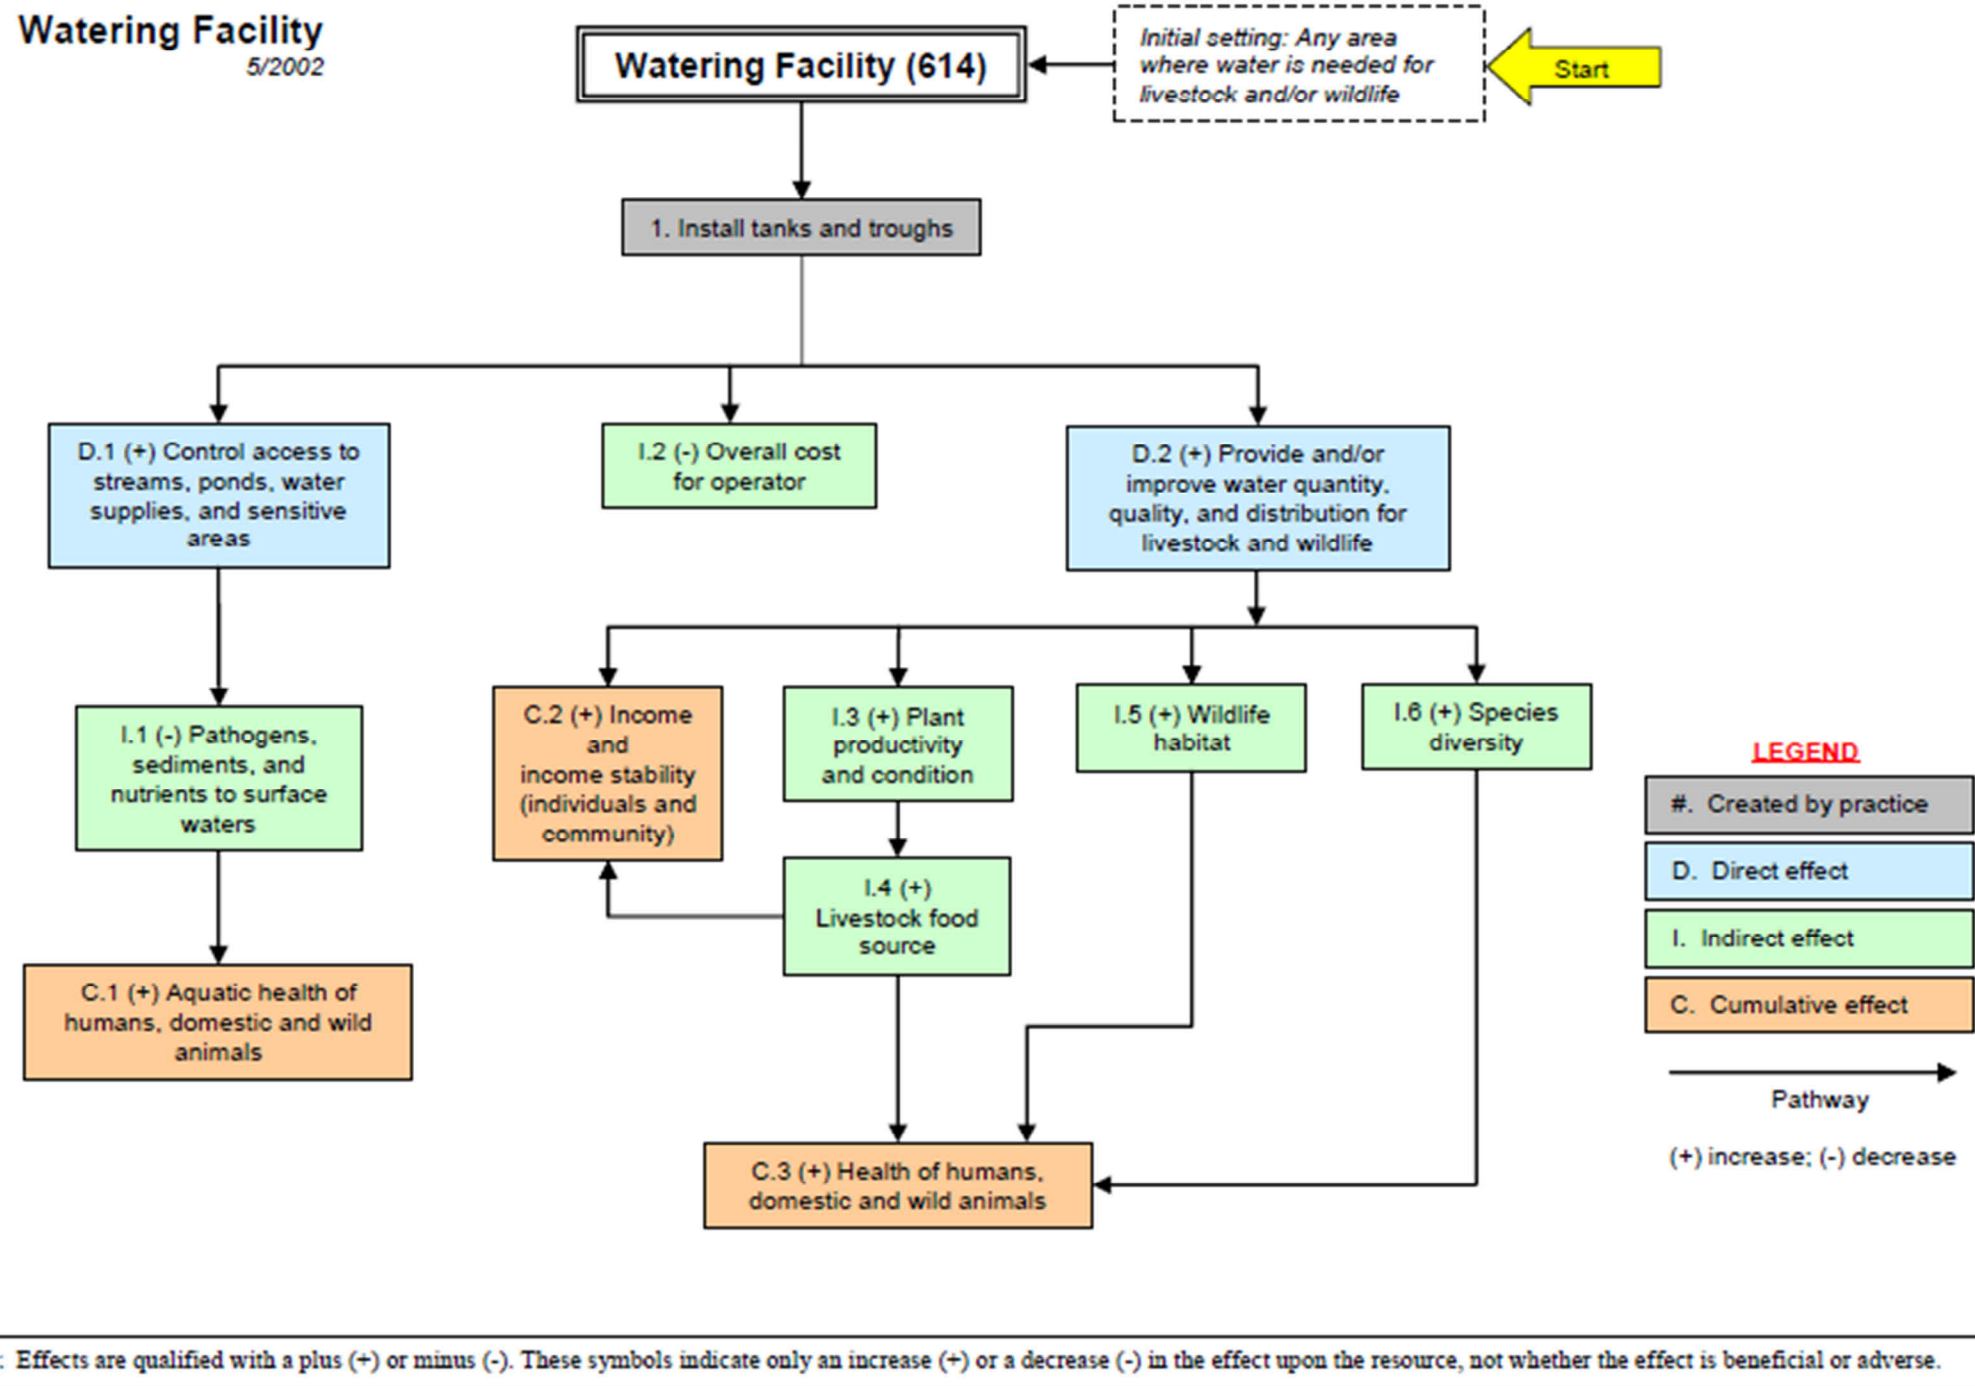 Watering Facility
5/2002
Watering Facility (614)
Initial setting: Any area
where water is needed for
livestock and/or wildlife
Start
1. Install tanks and troughs
D.1 (+) Control access to
streams, ponds, water
supplies, and sensitive
areas
I.2 (-) Overall cost
for operator
D.2 (+) Provide and/or
improve water quantity,
quality, and distribution for
livestock and wildlife
I.1 (-) Pathogens,
sediments, and
nutrients to surface
waters
C.2 (+) Income
and
income stability
(individuals and
community)
I.3 (+) Plant
productivity
and condition
I.5 (+) Wildlife
habitat
I.6 (+) Species
diversity
I.4 (+)
Livestock food
source
C.1 (+) Aquatic health of
humans, domestic and wild
animals
C.3 (+) Health of humans,
domestic and wild animals
LEGEND
#. Created by practice
D. Direct effect
I. Indirect effect
C. Cumulative effect
Pathway
(+) increase; (-) decrease
: Effects are qualified with a plus (+) or minus (-). These symbols indicate only an increase (+) or a decrease (-) in the effect upon the resource, not whether the effect is beneficial or adverse.